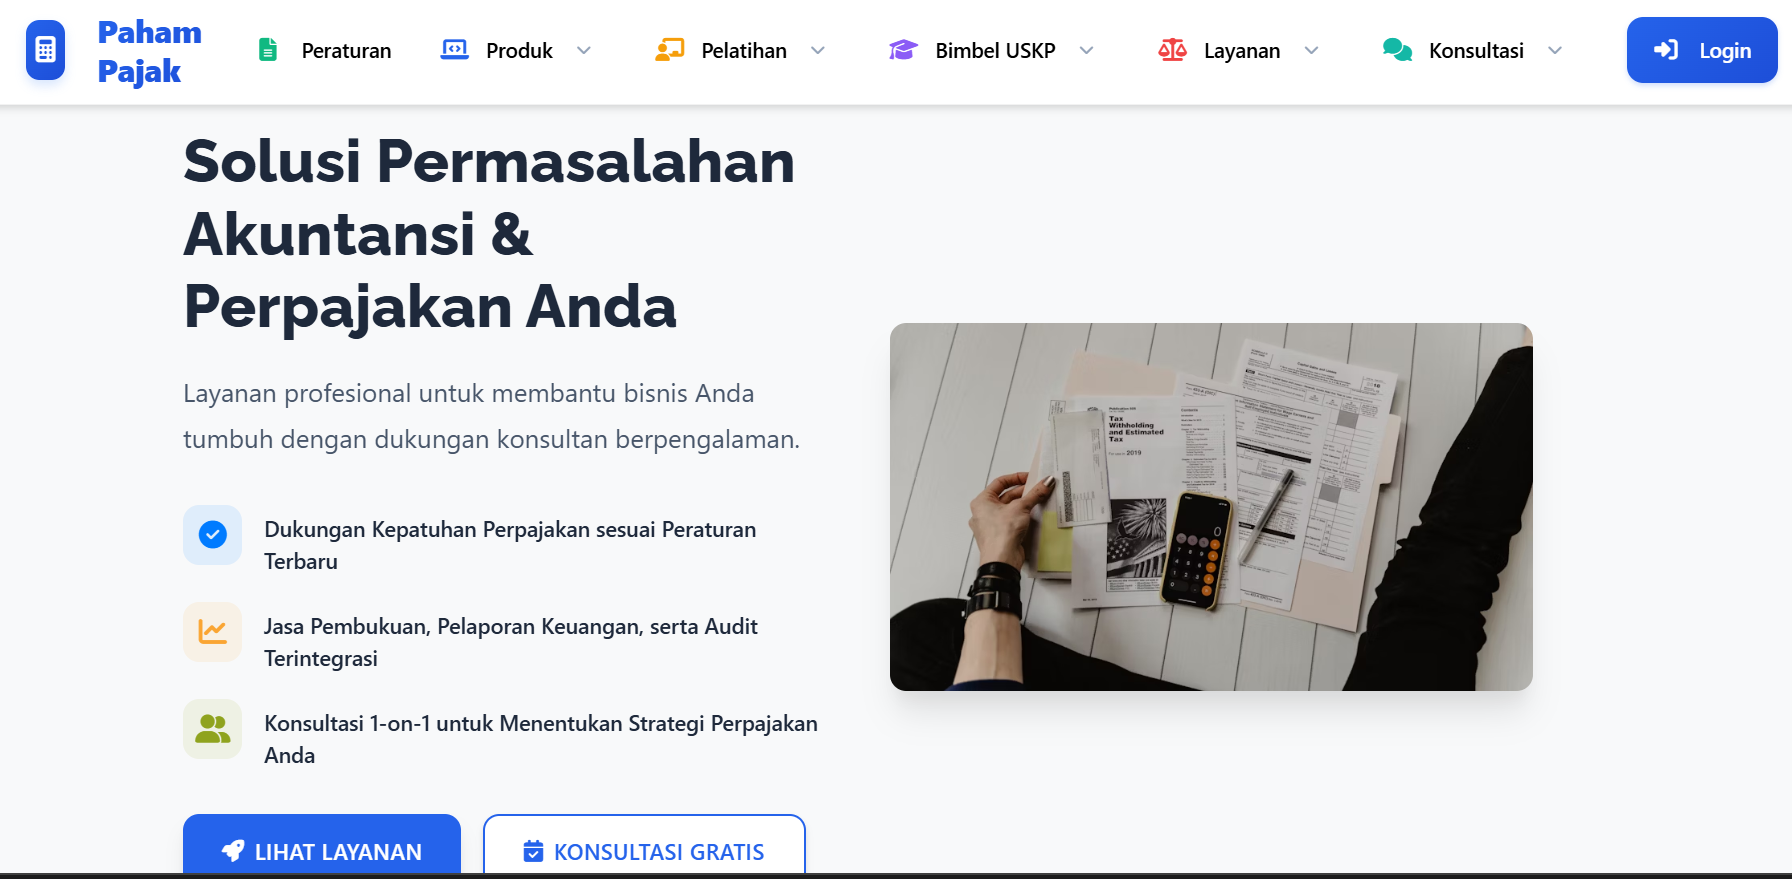 Paham
Pajak
Peraturan
Produk
Pelatihan
Bimbel USKP
Layanan
Konsultasi
Login
Solusi Permasalahan
Akuntansi &
Perpajakan Anda
Layanan profesional untuk membantu bisnis Anda
tumbuh dengan dukungan konsultan berpengalaman.
Dukungan Kepatuhan Perpajakan sesuai Peraturan
Terbaru
Jasa Pembukuan, Pelaporan Keuangan, serta Audit
Terintegrasi
Konsultasi 1-on-1 untuk Menentukan Strategi Perpajakan
Anda
LIHAT LAYANAN
KONSULTASI GRATIS
Tax
Withholding
and Estimated
Tax
2019